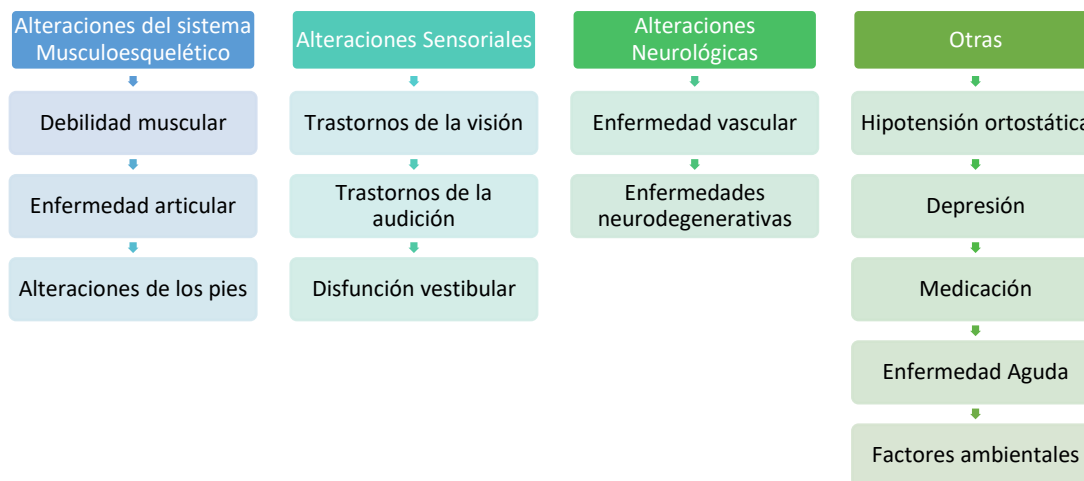 Alteraciones del sistema
Musculoesquelético
Debilidad muscular
Enfermedad articular
Alteraciones de los pies
Alteraciones Sensoriales
Trastornos de la visión
Trastornos de la
audición
Disfunción vestibular
Alteraciones
Neurológicas
Enfermedad vascular
Enfermedades
neurodegenerativas
Otras
Hipotensión ortostática
Depresión
Medicación
Enfermedad Aguda
Factores ambientales